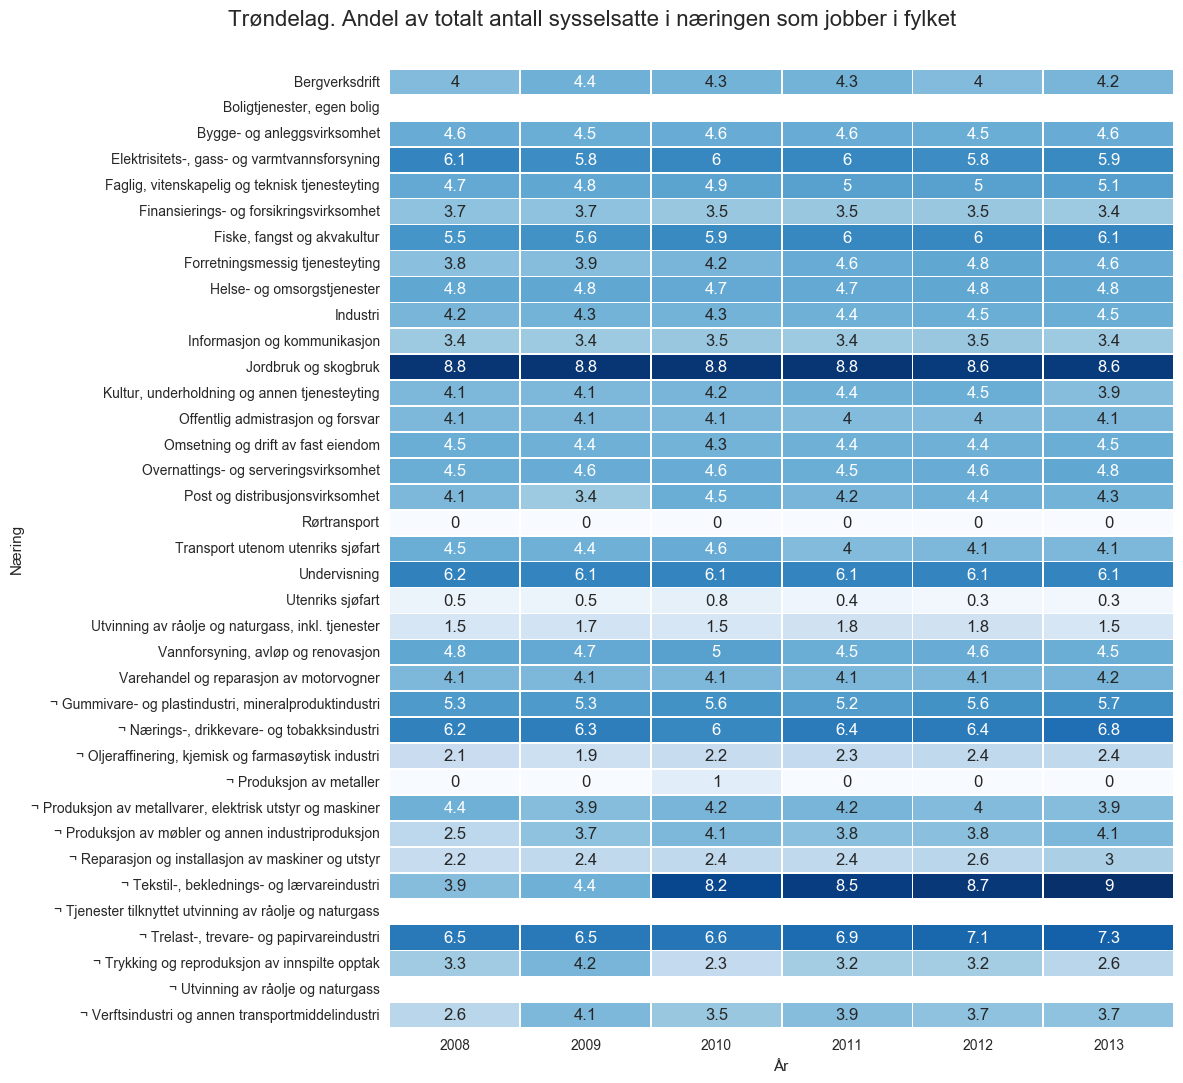 Trøndelag. Andel av totalt antall sysselsatte i næringen som jobber i fylket
Bergverksdrift 4 4.4 4.3 4.3 4 4.2
Boligtjenester, egen bolig
Bygge- og anleggsvirksomhet 4.6 4.5 4.6 4.6 4.5 4.6
Elektrisitets-, gass- og varmtvannsforsyning 6.1 5.8 6 6 5.8 5.9
Faglig, vitenskapelig og teknisk tjenesteyting 4.7 4.8 4.9 5 5 5.1
Finansierings- og forsikringsvirksomhet 3.7 3.7 3.5 3.5 3.5 3.4
Fiske, fangst og akvakultur 5.5 5.6 5.9 6 6 6.1
Forretningsmessig tjenesteyting 3.8 3.9 4.2 4.6 4.8 4.6
Helse- og omsorgstjenester 4.8 4.8 4.7 4.7 4.8 4.8
Industri 4.2 4.3 4.3 4.4 4.5 4.5
Informasjon og kommunikasjon 3.4 3.4 3.5 3.4 3.5 3.4
Jordbruk og skogbruk 8.8 8.8 8.8 8.8 8.6 8.6
Kultur, underholdning og annen tjenesteyting 4.1 4.1 4.2 4.4 4.5 3.9
Offentlig admistrasjon og forsvar 4.1 4.1 4.1 4 4 4.1
Omsetning og drift av fast eiendom 4.5 4.4 4.3 4.4 4.4 4.5
Overnattings- og serveringsvirksomhet 4.5 4.6 4.6 4.5 4.6 4.8
Post og distribusjonsvirksomhet 4.1 3.4 4.5 4.2 4.4 4.3
Rørtransport 0 0 0 0 0 0
Næring
Transport utenom utenriks sjøfart 4.5 4.4 4.6 4 4.1 4.1
Undervisning 6.2 6.1 6.1 6.1 6.1 6.1
Utenriks sjøfart 0.5 0.5 0.8 0.4 0.3 0.3
Utvinning av råolje og naturgass, inkl. tjenester 1.5 1.7 1.5 1.8 1.8 1.5
Vannforsyning, avløp og renovasjon 4.8 4.7 5 4.5 4.6 4.5
Varehandel og reparasjon av motorvogner 4.1 4.1 4.1 4.1 4.1 4.2
¬ Gummivare- og plastindustri, mineralproduktindustri 5.3 5.3 5.6 5.2 5.6 5.7
¬ Nærings-, drikkevare- og tobakksindustri 6.2 6.3 6 6.4 6.4 6.8
¬ Oljeraffinering, kjemisk og farmasøytisk industri 2.1 1.9 2.2 2.3 2.4 2.4
¬ Produksjon av metaller 0 0 1 0 0 0
¬ Produksjon av metallvarer, elektrisk utstyr og maskiner 4.4 3.9 4.2 4.2 4 3.9
¬ Produksjon av møbler og annen industriproduksjon 2.5 3.7 4.1 3.8 3.8 4.1
¬ Reparasjon og installasjon av maskiner og utstyr 2.2 2.4 2.4 2.4 2.6 3
¬ Tekstil-, beklednings- og lærvareindustri 3.9 4.4 8.2 8.5 8.7 9
¬ Tjenester tilknyttet utvinning av råolje og naturgass
¬ Trelast-, trevare- og papirvareindustri 6.5 6.5 6.6 6.9 7.1 7.3
¬ Trykking og reproduksjon av innspilte opptak 3.3 4.2 2.3 3.2 3.2 2.6
¬ Utvinning av råolje og naturgass
¬ Verftsindustri og annen transportmiddelindustri 2.6 4.1 3.5 3.9 3.7 3.7
2008 2009 2010 2011 2012 2013
År